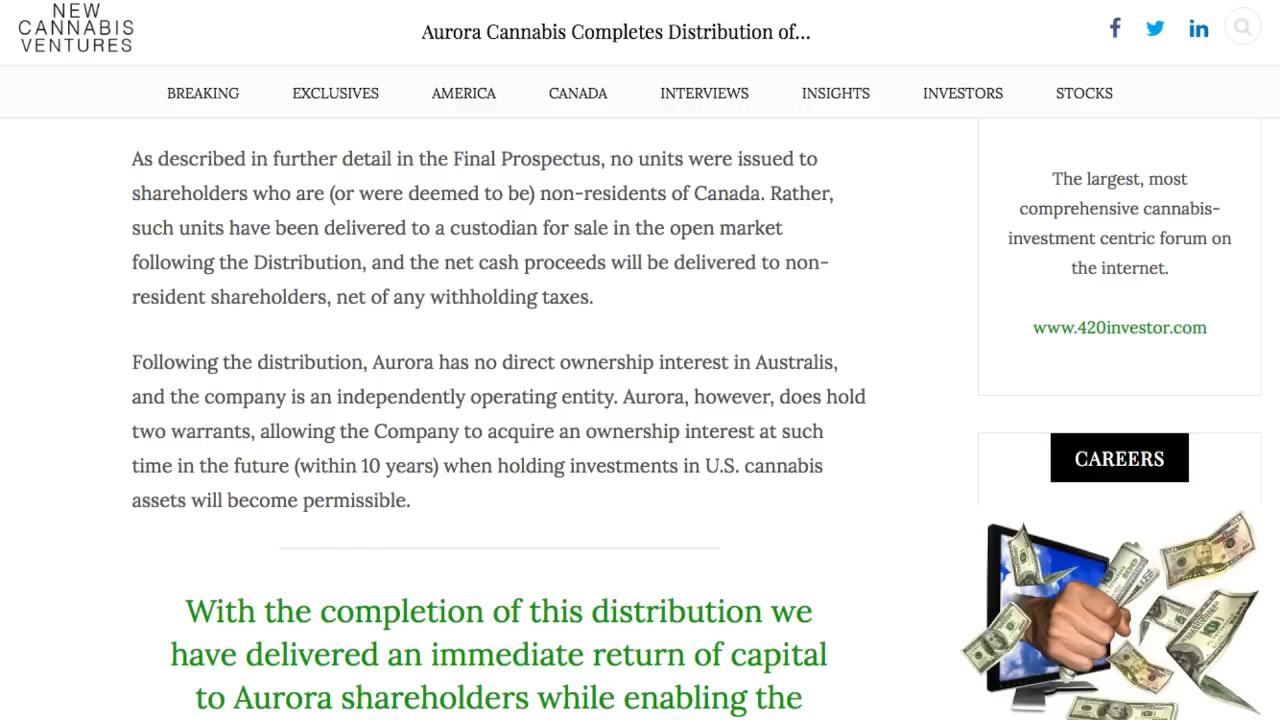 NEW
CANNABIS
VENTURES
Aurora Cannabis Completes Distribution of...
BREAKING EXCLUSIVES AMERICA CANADA INTERVIEWS INSIGHTS INVESTORS STOCKS
As described in further detail in the Final Prospectus, no units were issued to
shareholders who are (or were deemed to be) non-residents of Canada. Rather,
such units have been delivered to a custodian for sale in the open market
following the Distribution, and the net cash proceeds will be delivered to non-
resident shareholders, net of any withholding taxes.
Following the distribution, Aurora has no direct ownership interest in Australis,
and the company is an independently operating entity. Aurora, however, does hold
two warrants, allowing the Company to acquire an ownership interest at such
time in the future (within 10 years) when holding investments in U.S. cannabis
assets will become permissible.
With the completion of this distribution we
have delivered an immediate return of capital
to Aurora shareholders while enabling the
The largest, most
comprehensive cannabis-
investment centric forum on
the internet.
www.420investor.com
CAREERS